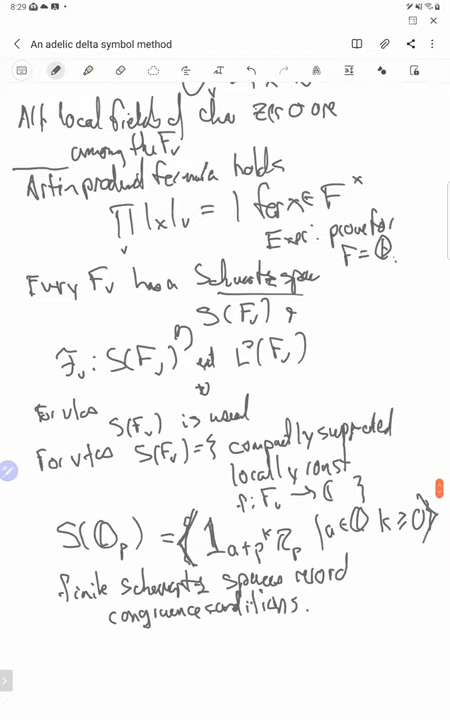 8:29
86%
An adelic delta symbol method
All local fields of char zero are
among the F_v
Artin product formula holds
∏_v |x|_v = 1 for x ∈ F^×
Exer: prove for
F = Q.
Every F_v has a Schwartz space
S(F_v) &
F_v : S(F_v) ext L²(F_v)
to
For v|∞ S(F_v) is usual
For v∤∞ S(F_v) = { compactly supported
locally const
f: F_v → C }
S(Q_p) = ⟨ 1_{a+p^k Z_p} | a ∈ Q k ≥ 0 ⟩
finite schwartz spaces record
congruence conditions.